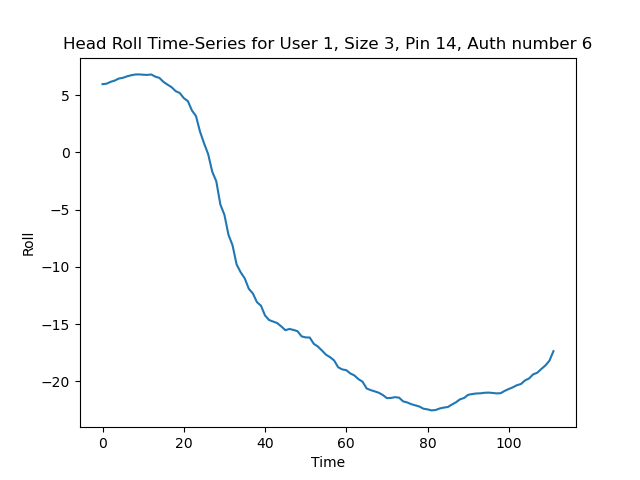 Head Roll Time-Series for User 1, Size 3, Pin 14, Auth number 6
5
0
−5
−10
−15
−20
Roll
0 20 40 60 80 100
Time